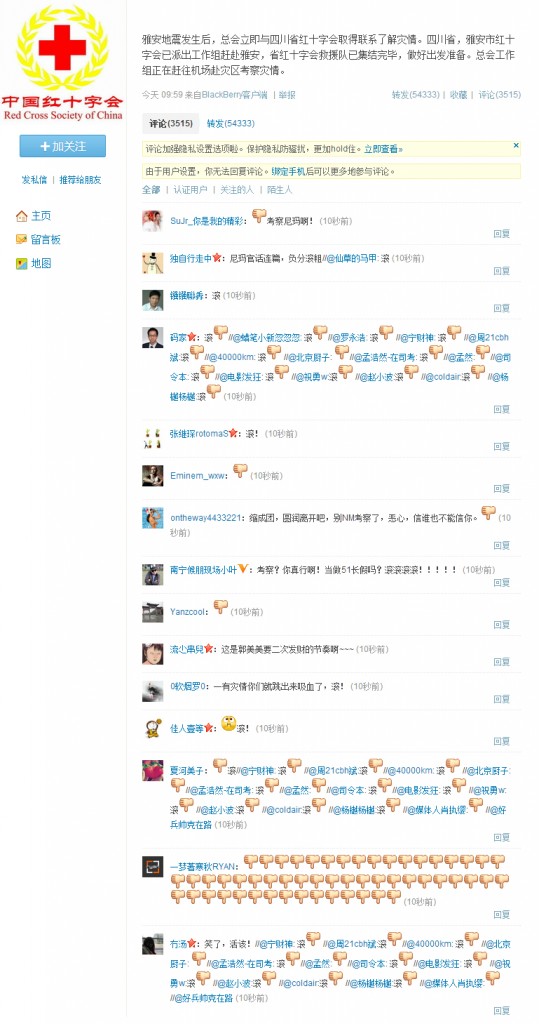 中国红十字会
Red Cross Society of China
+加关注
发私信 | 推荐给朋友
主页
留言板
地图
雅安地震发生后，总会立即与四川省红十字会取得联系了解灾情。四川省，雅安市红十
字会已派出工作组赶赴雅安，省红十字会救援队已集结完毕，做好出发准备。总会工作
组正在赶往机场赴灾区考察灾情。
今天 09:59 来自BlackBerry客户端 | 举报
转发(54333) | 收藏 | 评论(3515)
评论(3515) 转发(54333)
评论加强隐私设置选项啦。保护隐私防骚扰，更加hold住。立即查看»
由于用户设置，你无法回复评论。绑定手机后可以更多地参与评论。
全部 | 认证用户 | 关注的人 | 陌生人
SuJr_你是我的精彩：考察尼玛啊！ (10秒前)
回复
独自行走中：尼玛官话连篇，负分滚粗//@仙草的马甲: 滚 (10秒前)
回复
：滚 (10秒前)
回复
码家：滚//@蜡笔小新忽忽忽: 滚//@罗永浩: 滚//@宁财神: 滚//@周21cbh
斌: 滚//@40000km: 滚//@北京厨子: 滚//@孟浩然-在司考: 滚//@孟然: 滚//@司
令本: 滚//@电影发狂: 滚//@祝勇w: 滚//@赵小波: 滚//@coldair: 滚//@杨
樾杨樾: 滚 (10秒前)
回复
张继琛rotomaS：滚！ (10秒前)
回复
Eminem_wxw： (10秒前)
回复
ontheway4433221：缩成团，圆润离开吧，别NM考察了，恶心，信谁也不能信你。 (10
秒前)
回复
南宁候朋现场小叶：考察？你真行啊！当做51长假吗？滚滚滚滚！！！！！ (10秒前)
回复
Yanzcool： (10秒前)
回复
流尘串兒：这是郭美美要二次发财的节奏啊~~~ (10秒前)
回复
0软烟罗0：一有灾情你们就跳出来吸血了，滚！ (10秒前)
回复
佳人壹等：滚！ (10秒前)
回复
夏河美子：滚//@宁财神: 滚//@周21cbh斌: 滚//@40000km: 滚//@北京厨子:
滚//@孟浩然-在司考: 滚//@孟然: 滚//@司令本: 滚//@电影发狂: 滚//@祝勇w:
滚//@赵小波: 滚//@coldair: 滚//@杨樾杨樾: 滚//@媒体人肖执缪: 滚//@好
兵帅克在路 (10秒前)
回复
一梦著寒秋RYAN：
(10秒前)
回复
冇汤：笑了，活该！//@宁财神: 滚//@周21cbh斌: 滚//@40000km: 滚//@北京
厨子: 滚//@孟浩然-在司考: 滚//@孟然: 滚//@司令本: 滚//@电影发狂: 滚//@祝
勇w: 滚//@赵小波: 滚//@coldair: 滚//@杨樾杨樾: 滚//@媒体人肖执缪: 滚
//@好兵帅克在路 (10秒前)
回复